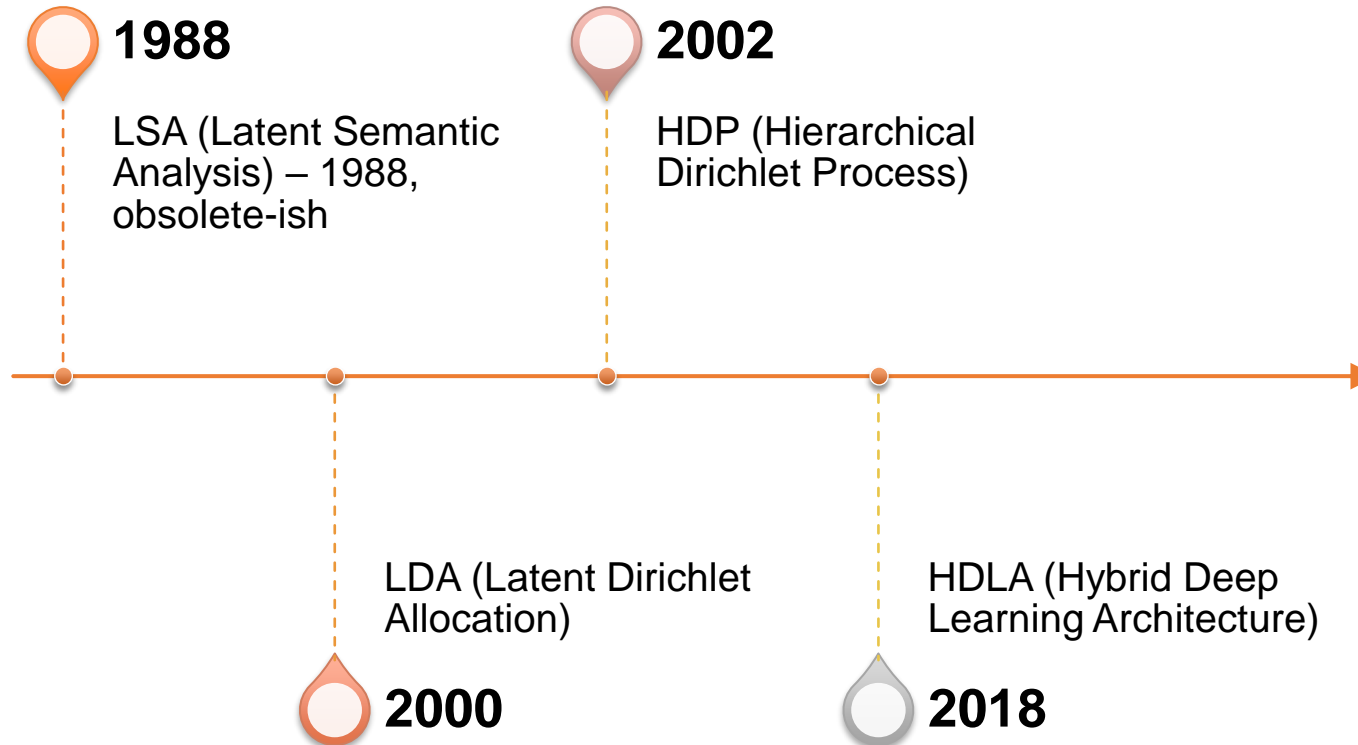 1988
LSA (Latent Semantic
Analysis) – 1988,
obsolete-ish
2002
HDP (Hierarchical
Dirichlet Process)
LDA (Latent Dirichlet
Allocation)
2000
HDLA (Hybrid Deep
Learning Architecture)
2018